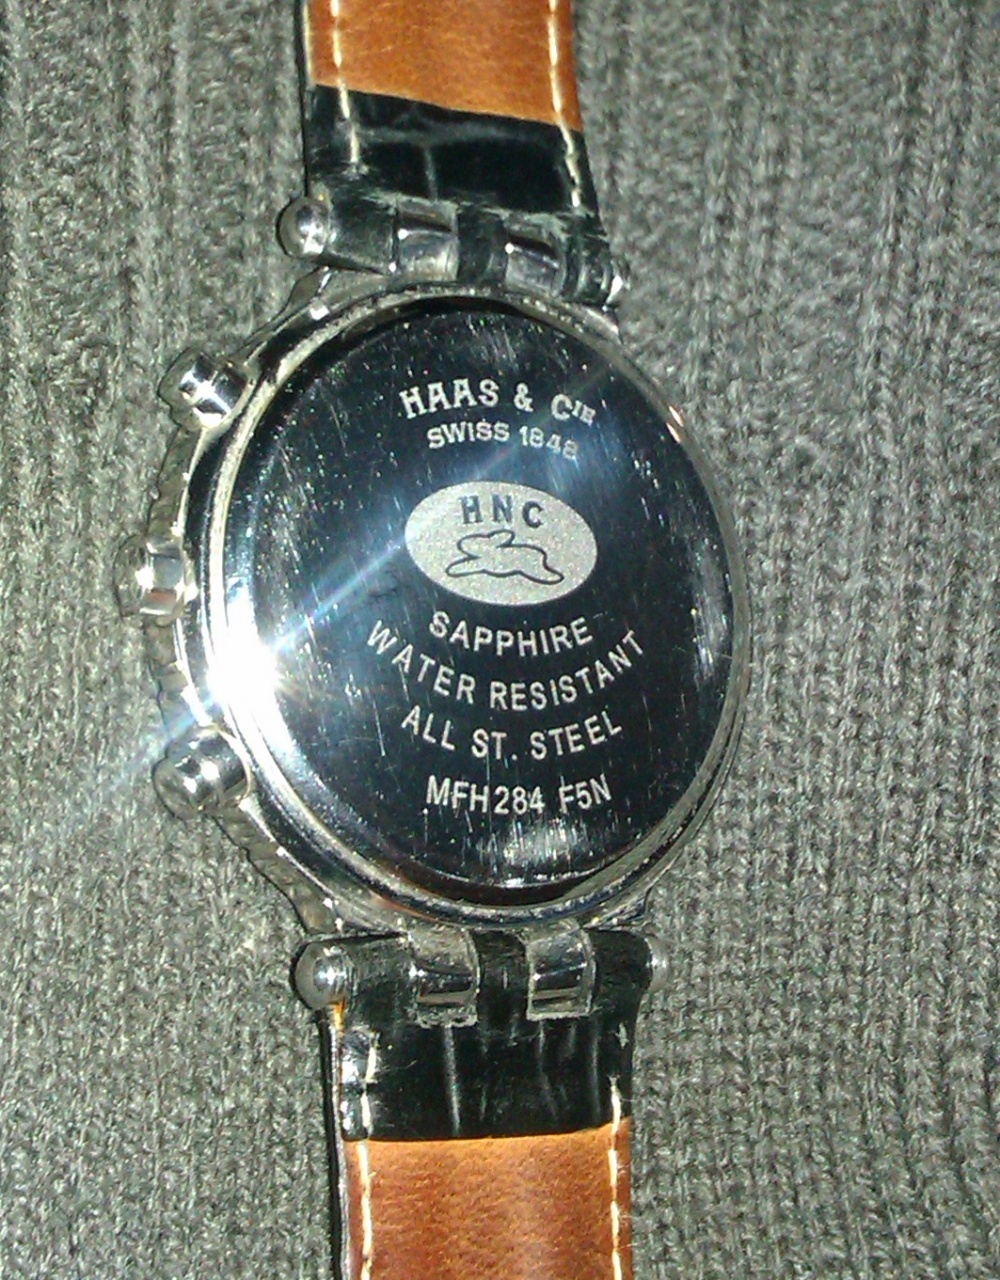 HAAS & CIE
SWISS 1848
HNC
SAPPHIRE
WATER RESISTANT
ALL ST. STEEL
MFH284 F5N